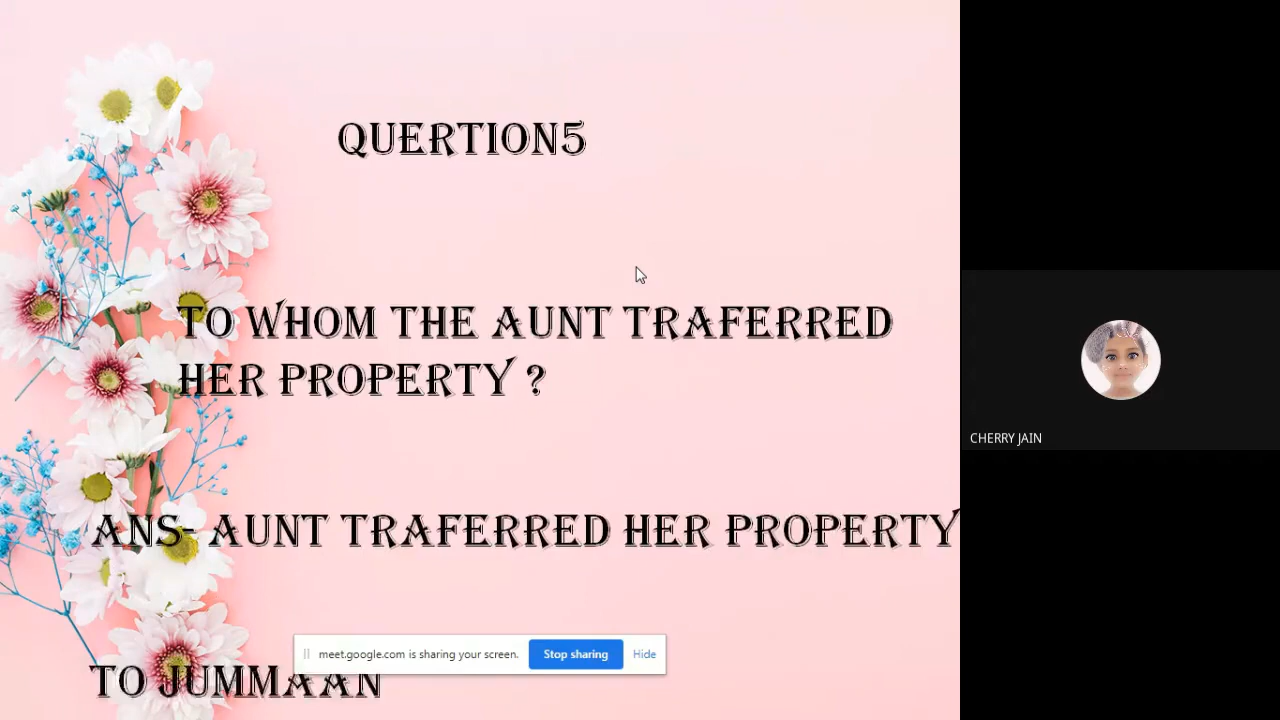 QUERTION5
TO WHOM THE AUNT TRAFERRED
HER PROPERTY ?
ANS- AUNT TRAFERRED HER PROPERTY
TO JUMMAAN
meet.google.com is sharing your screen.
Stop sharing
Hide
CHERRY JAIN